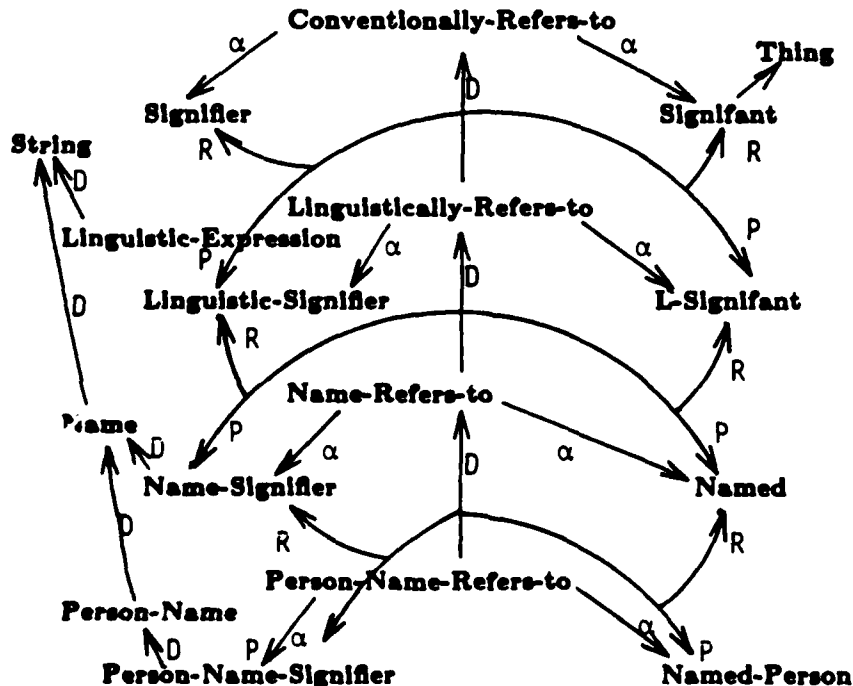 Conventionally-Refers-to
α
α
Thing
D
Signifier
Signifant
String
R
R
D
Linguistically-Refers-to
Linguistic-Expression
P
P
α
α
D
D
Linguistic-Signifier
L-Signifant
R
R
Name-Refers-to
Name
D
P
P
α
α
D
Name-Signifier
Named
D
R
R
Person-Name-Refers-to
Person-Name
α
α
D
P
P
Person-Name-Signifier
Named-Person